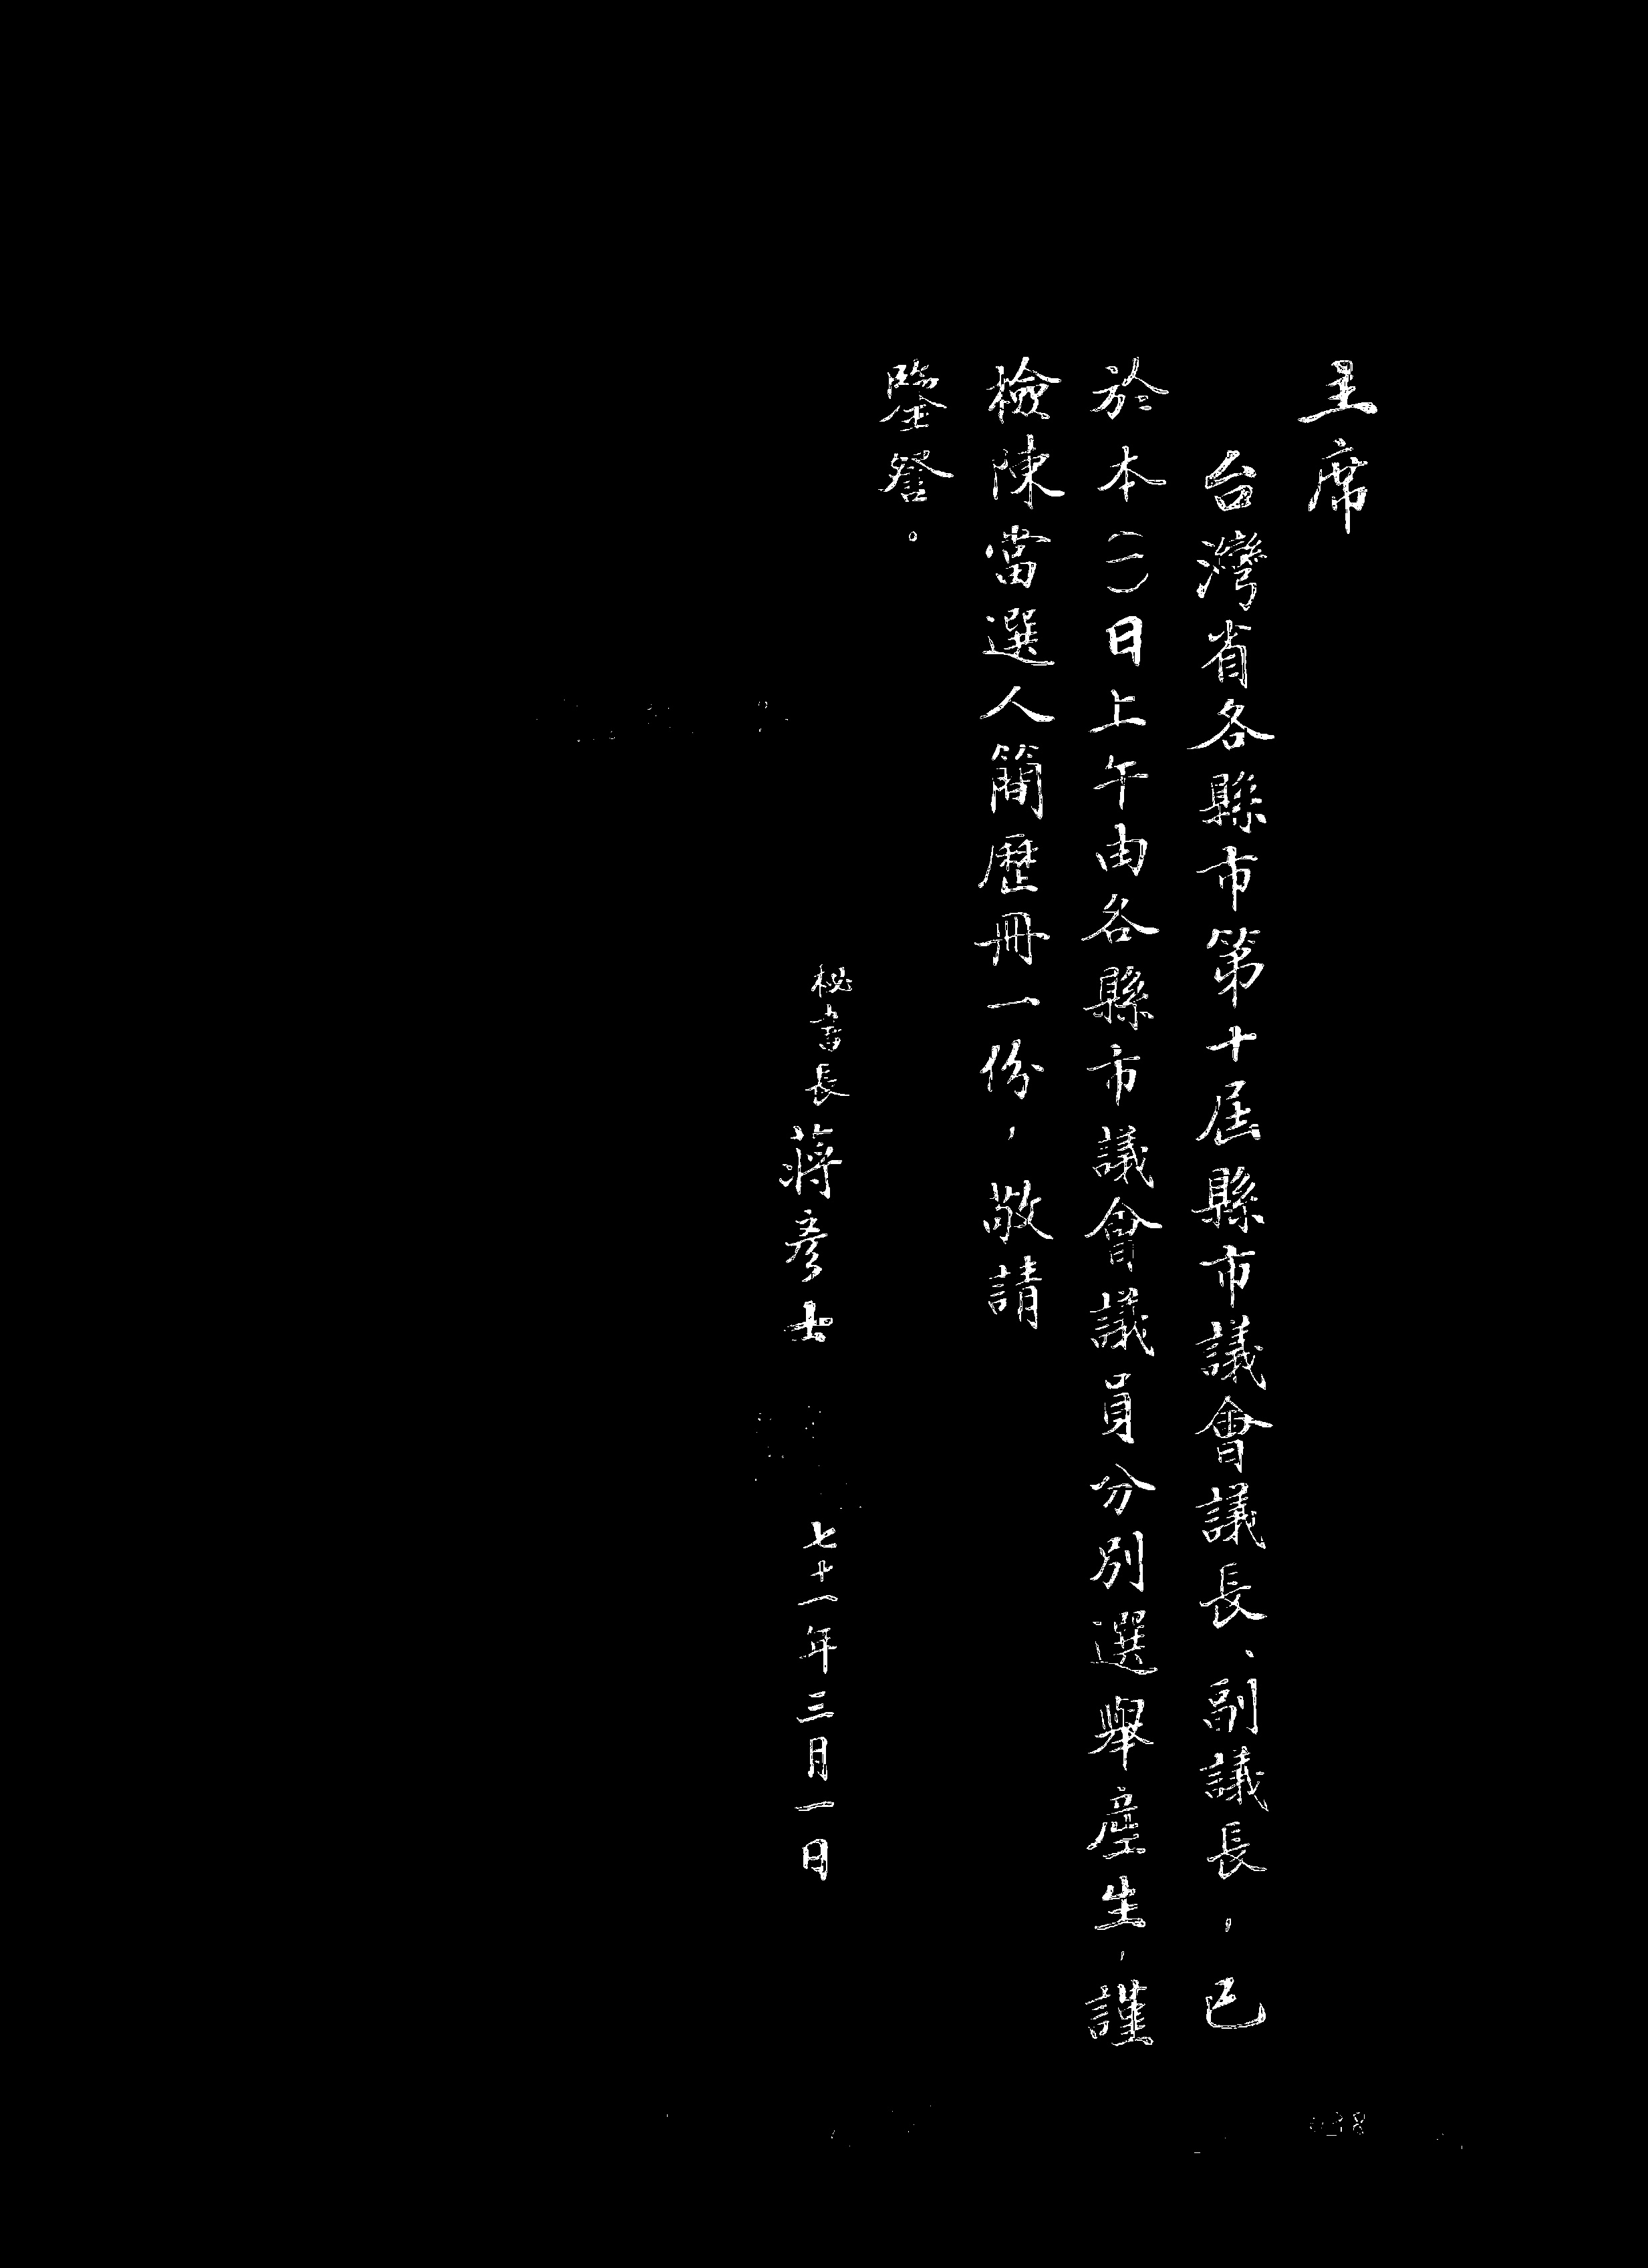 主席
台灣省各縣市第十屆縣市議會議長、副議長，已
於本(一)日上午由各縣市議會議員分別選舉產生，謹
檢陳當選人簡歷冊一份，敬請
鑒詧。
秘書長 蔣彥士 七十一年三月一日